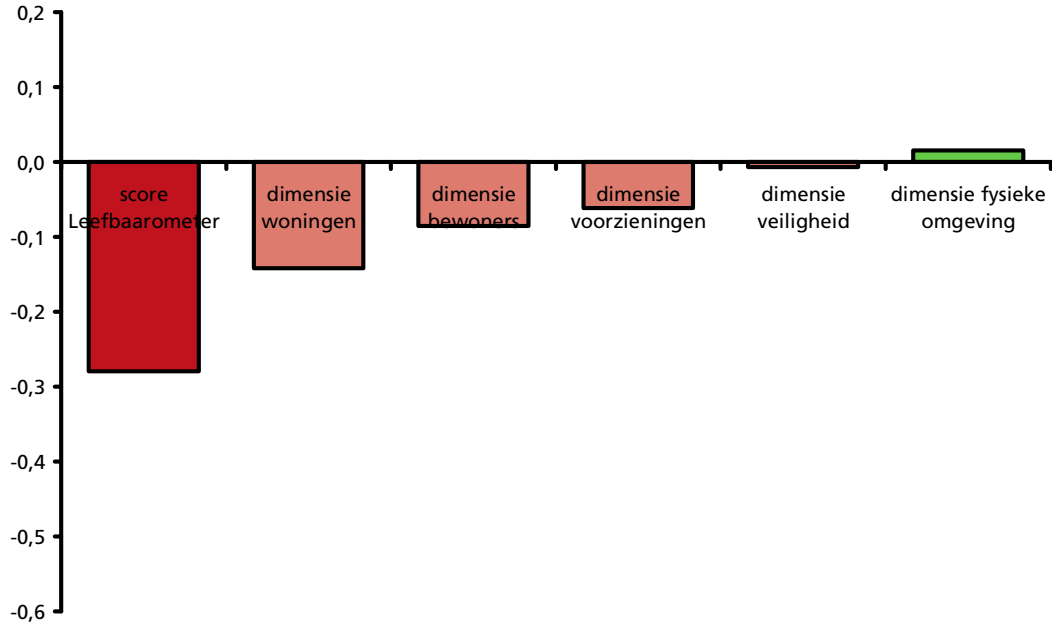 0,2
0,1
0,0
-0,1
-0,2
-0,3
-0,4
-0,5
-0,6
score
Leefbaarometer
dimensie
woningen
dimensie
bewoners
dimensie
voorzieningen
dimensie
veiligheid
dimensie fysieke
omgeving